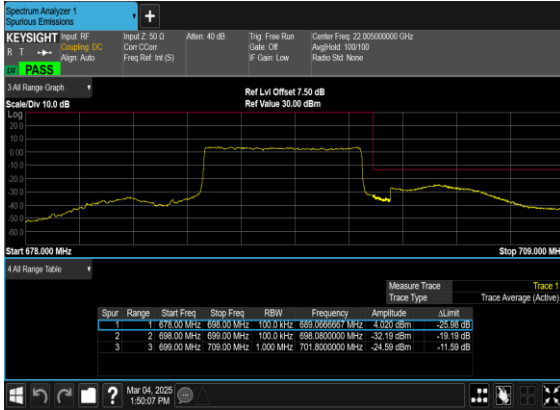 Spectrum Analyzer 1
Spurious Emissions
+
KEYSIGHT Input: RF Input Z: 50 Ω Atten: 40 dB Trig: Free Run Center Freq: 22.005000000 GHz
R T Coupling: DC Corr CCorr Gate: Off Avg|Hold: 100/100
Align: Auto Freq Ref: Int (S) IF Gain: Low Radio Std: None
PASS
3 All Range Graph
Ref Lvl Offset 7.50 dB
Scale/Div 10.0 dB Ref Value 30.00 dBm
Log
20.0
10.0
0.00
-10.0
-20.0
-30.0
-40.0
-50.0
-60.0
Start 678.000 MHz Stop 709.000 MHz
4 All Range Table
Measure Trace Trace 1
Trace Type Trace Average (Active)
Spur Range Start Freq Stop Freq RBW Frequency Amplitude ΔLimit
1 1 678.00 MHz 698.00 MHz 100.0 kHz 689.0666667 MHz 4.020 dBm -25.98 dB
2 2 698.00 MHz 699.00 MHz 100.0 kHz 698.0800000 MHz -32.19 dBm -19.19 dB
3 3 699.00 MHz 709.00 MHz 1.000 MHz 701.8000000 MHz -24.59 dBm -11.59 dB
? Mar 04, 2025
1:50:07 PM